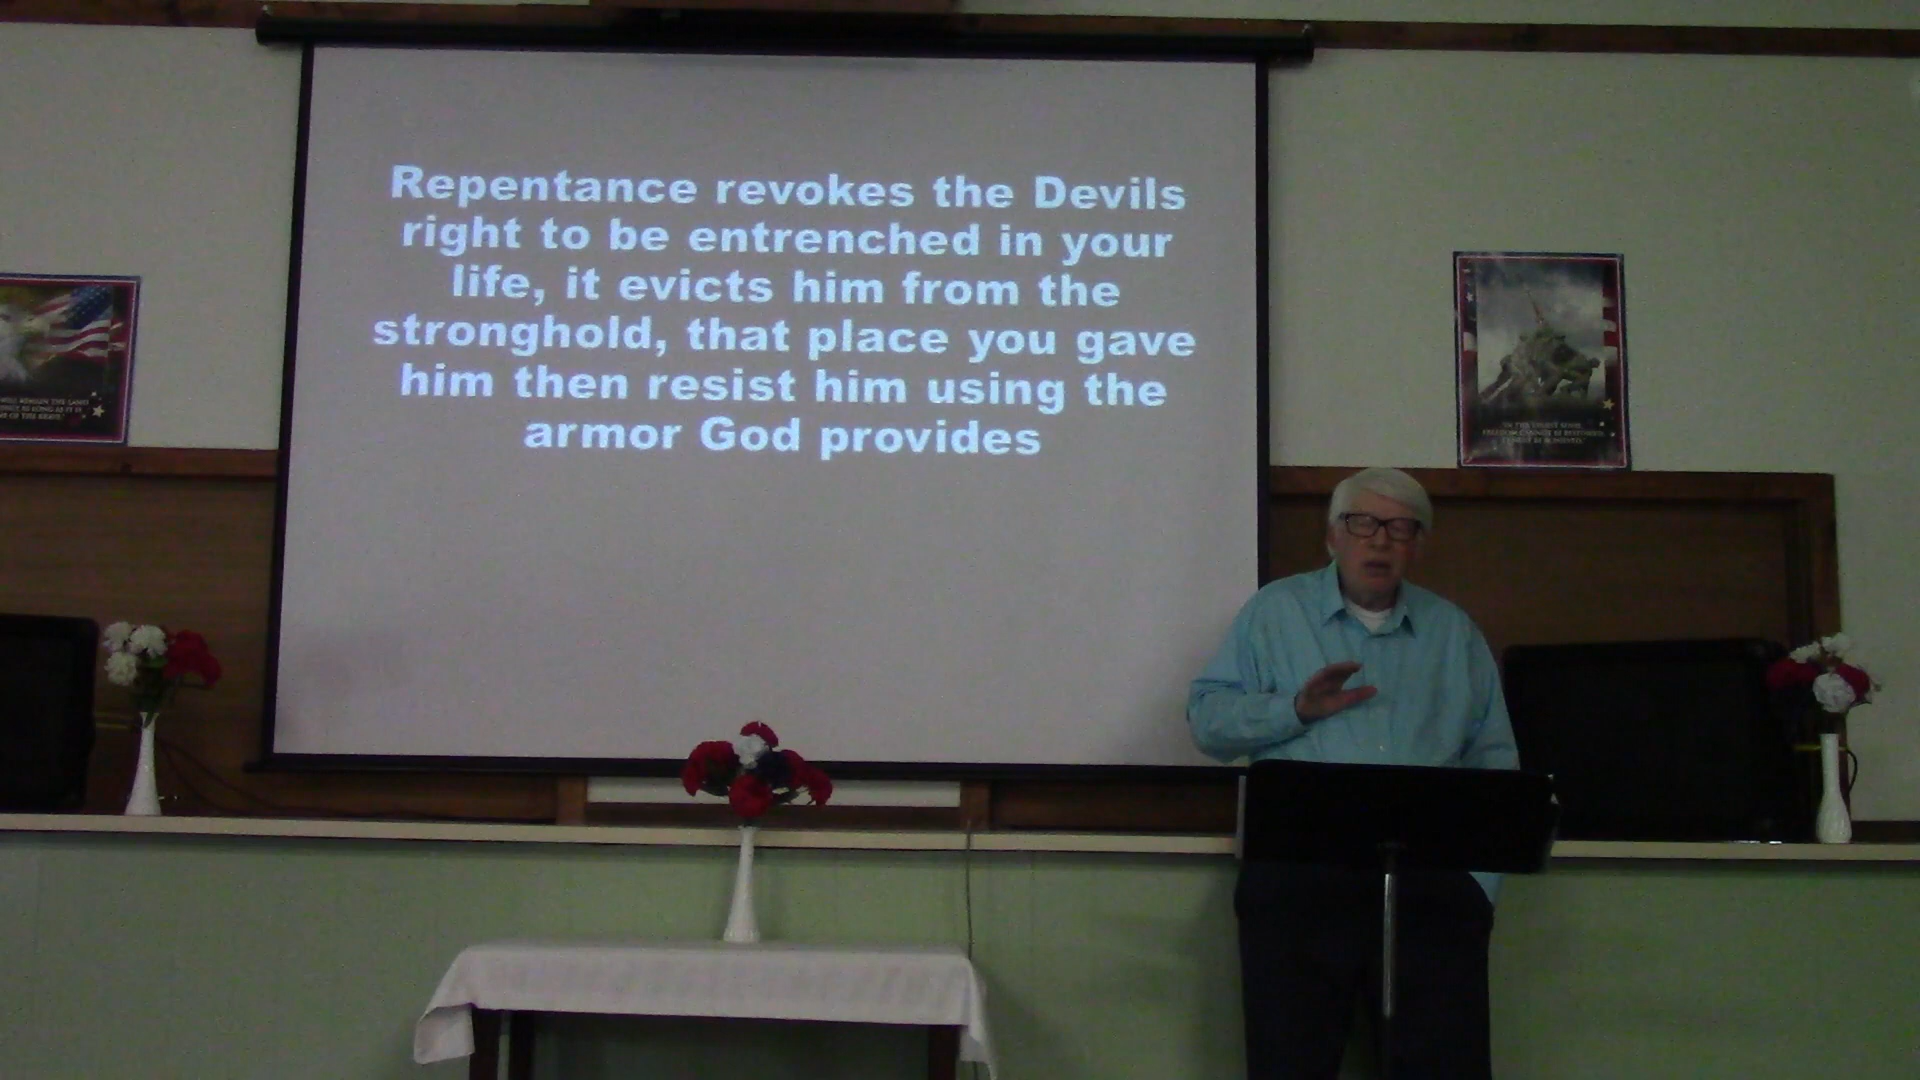 Repentance revokes the Devils
right to be entrenched in your
life, it evicts him from the
stronghold, that place you gave
him then resist him using the
armor God provides